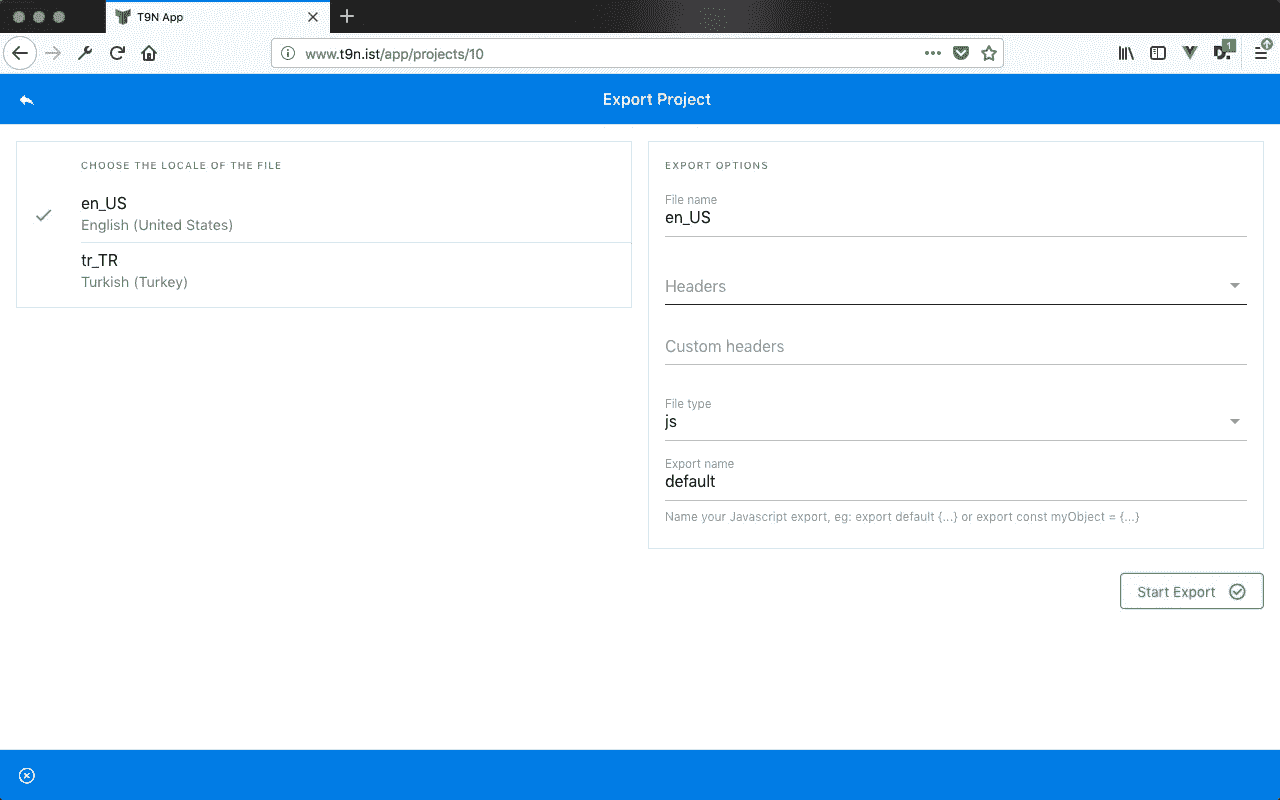 T9N App
www.t9n.ist/app/projects/10
1
Export Project
CHOOSE THE LOCALE OF THE FILE
en_US
English (United States)
tr_TR
Turkish (Turkey)
EXPORT OPTIONS
File name
en_US
Headers
Custom headers
File type
js
Export name
default
Name your Javascript export, eg: export default {...} or export const myObject = {...}
Start Export